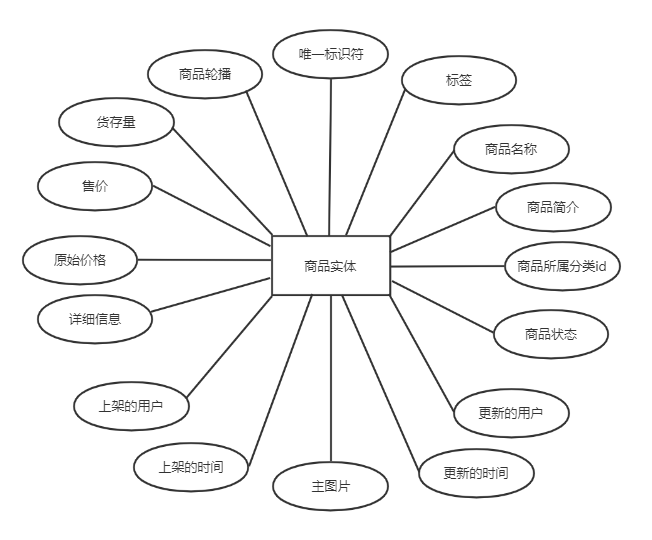 唯一标识符
商品轮播
标签
货存量
商品名称
售价
商品简介
原始价格
商品实体
商品所属分类id
详细信息
商品状态
上架的用户
更新的用户
上架的时间
更新的时间
主图片